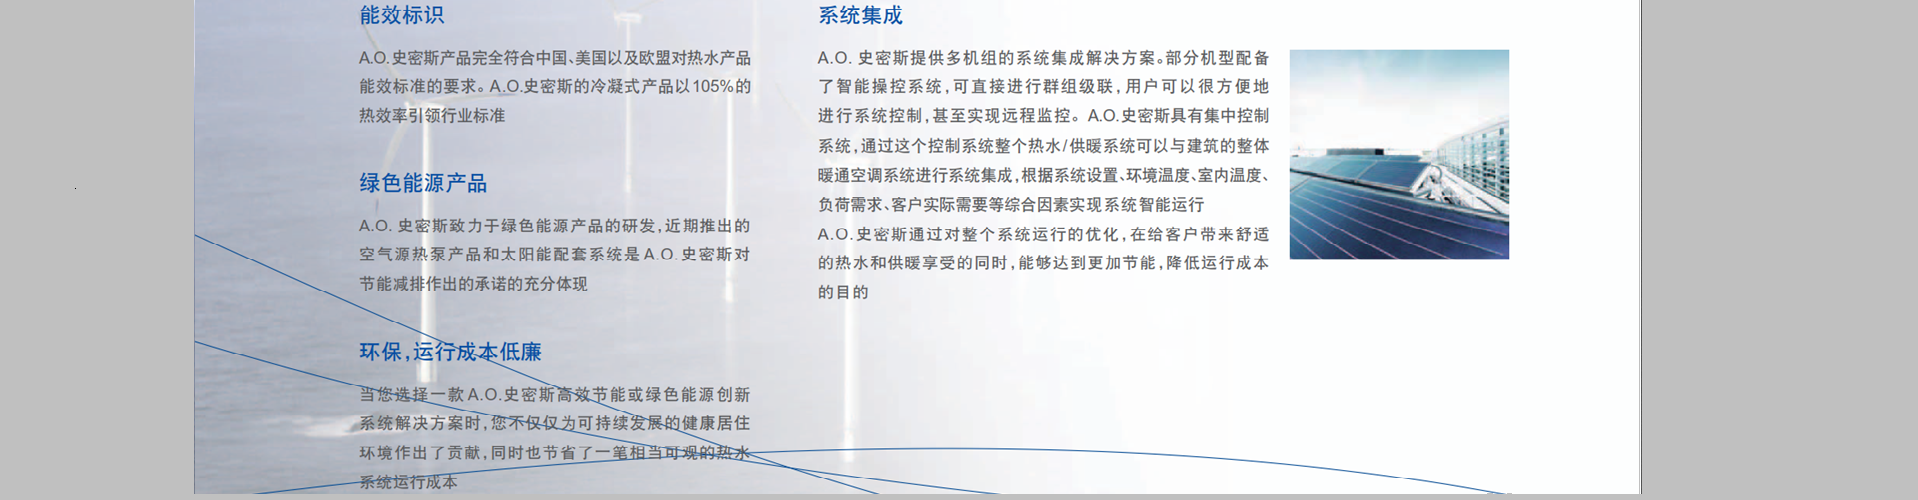 能效标识
A.O.史密斯产品完全符合中国、美国以及欧盟对热水产品
能效标准的要求。A.O.史密斯的冷凝式产品以105%的
热效率引领行业标准
绿色能源产品
A.O. 史密斯致力于绿色能源产品的研发,近期推出的
空气源热泵产品和太阳能配套系统是A.O. 史密斯对
节能减排作出的承诺的充分体现
环保,运行成本低廉
当您选择一款A.O.史密斯高效节能或绿色能源创新
系统解决方案时,您不仅仅为可持续发展的健康居住
环境作出了贡献,同时也节省了一笔相当可观的热水
系统运行成本
系统集成
A.O. 史密斯提供多机组的系统集成解决方案。部分机型配备
了智能操控系统,可直接进行群组级联,用户可以很方便地
进行系统控制,甚至实现远程监控。A.O.史密斯具有集中控制
系统,通过这个控制系统整个热水/供暖系统可以与建筑的整体
暖通空调系统进行系统集成,根据系统设置、环境温度、室内温度、
负荷需求、客户实际需要等综合因素实现系统智能运行
A.O.史密斯通过对整个系统运行的优化,在给客户带来舒适
的热水和供暖享受的同时,能够达到更加节能,降低运行成本
的目的